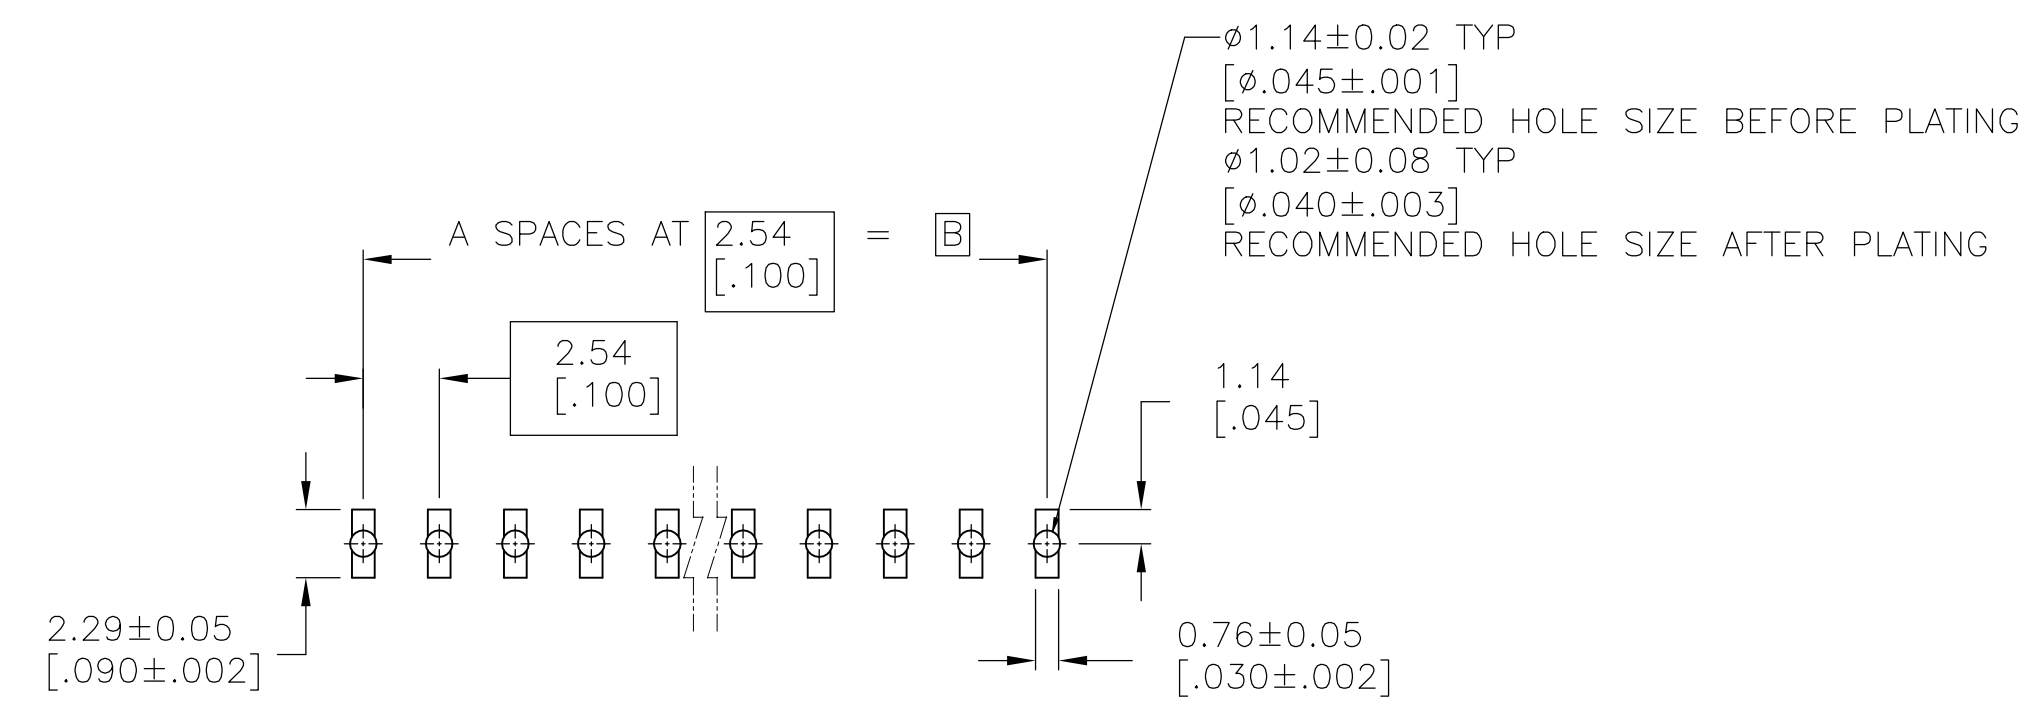 ø1.14±0.02 TYP
[ø.045±.001]
RECOMMENDED HOLE SIZE BEFORE PLATING
ø1.02±0.08 TYP
[ø.040±.003]
RECOMMENDED HOLE SIZE AFTER PLATING
A SPACES AT 2.54 = B
[.100]
2.54
[.100]
1.14
[.045]
2.29±0.05
[.090±.002]
0.76±0.05
[.030±.002]